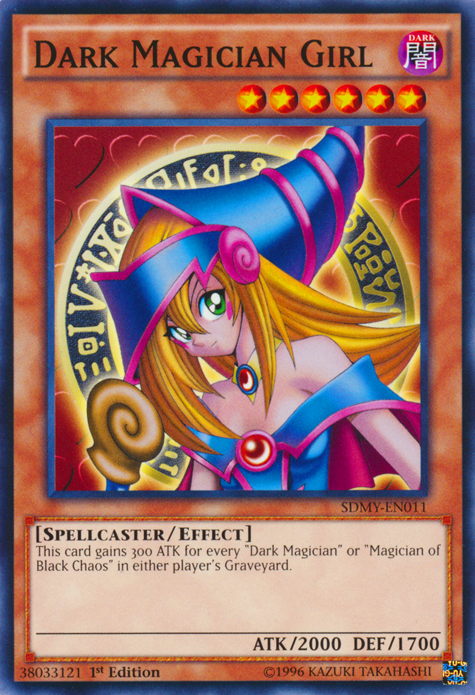 DARK MAGICIAN GIRL
DARK
闇
SDMY-EN011
[SPELLCASTER/EFFECT]
This card gains 300 ATK for every "Dark Magician" or "Magician of
Black Chaos" in either player's Graveyard.
ATK/2000 DEF/1700
38033121 1st Edition ©1996 KAZUKI TAKAHASHI